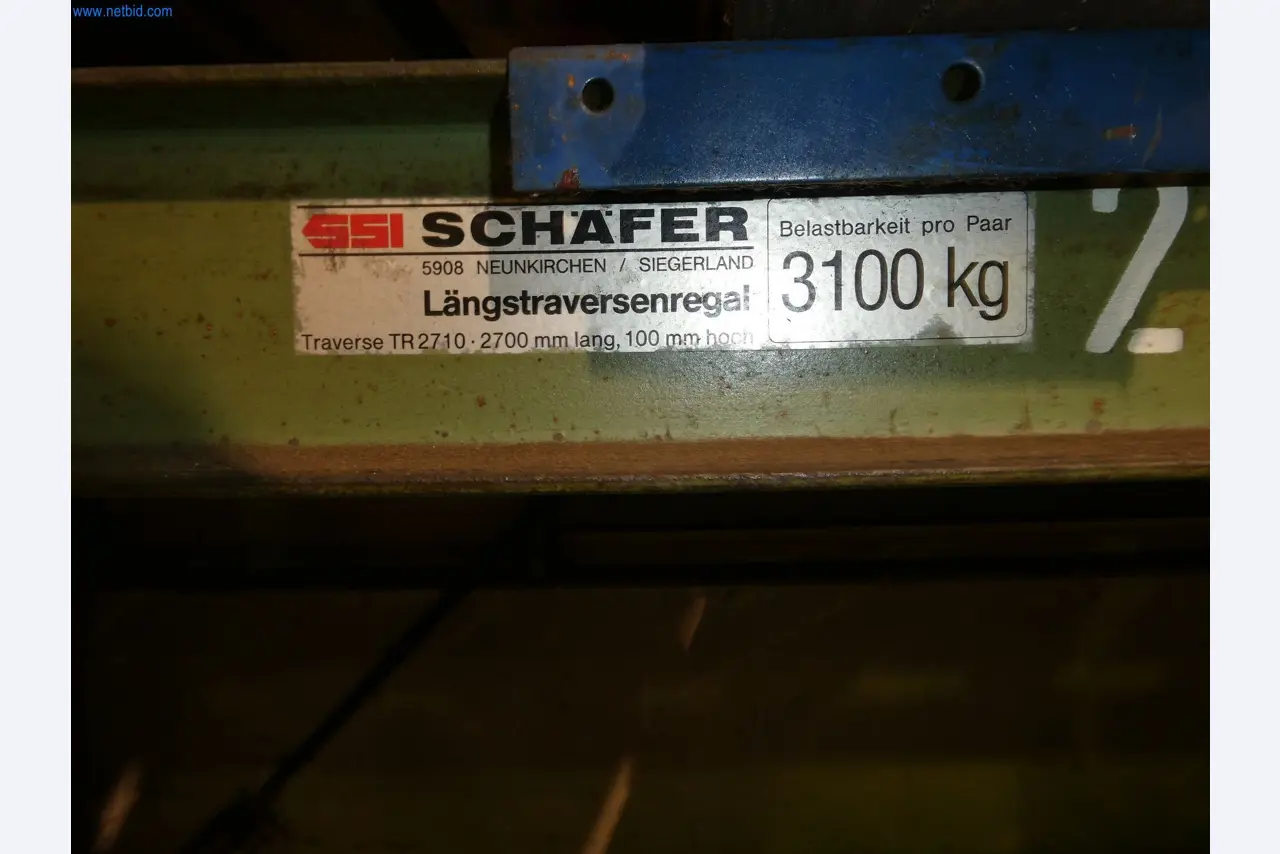 www.netbid.com
SSI SCHÄFER
5908 NEUNKIRCHEN / SIEGERLAND
Längstraversenregal
Traverse TR 2710 · 2700 mm lang, 100 mm hoch
Belastbarkeit pro Paar
3100 kg
2